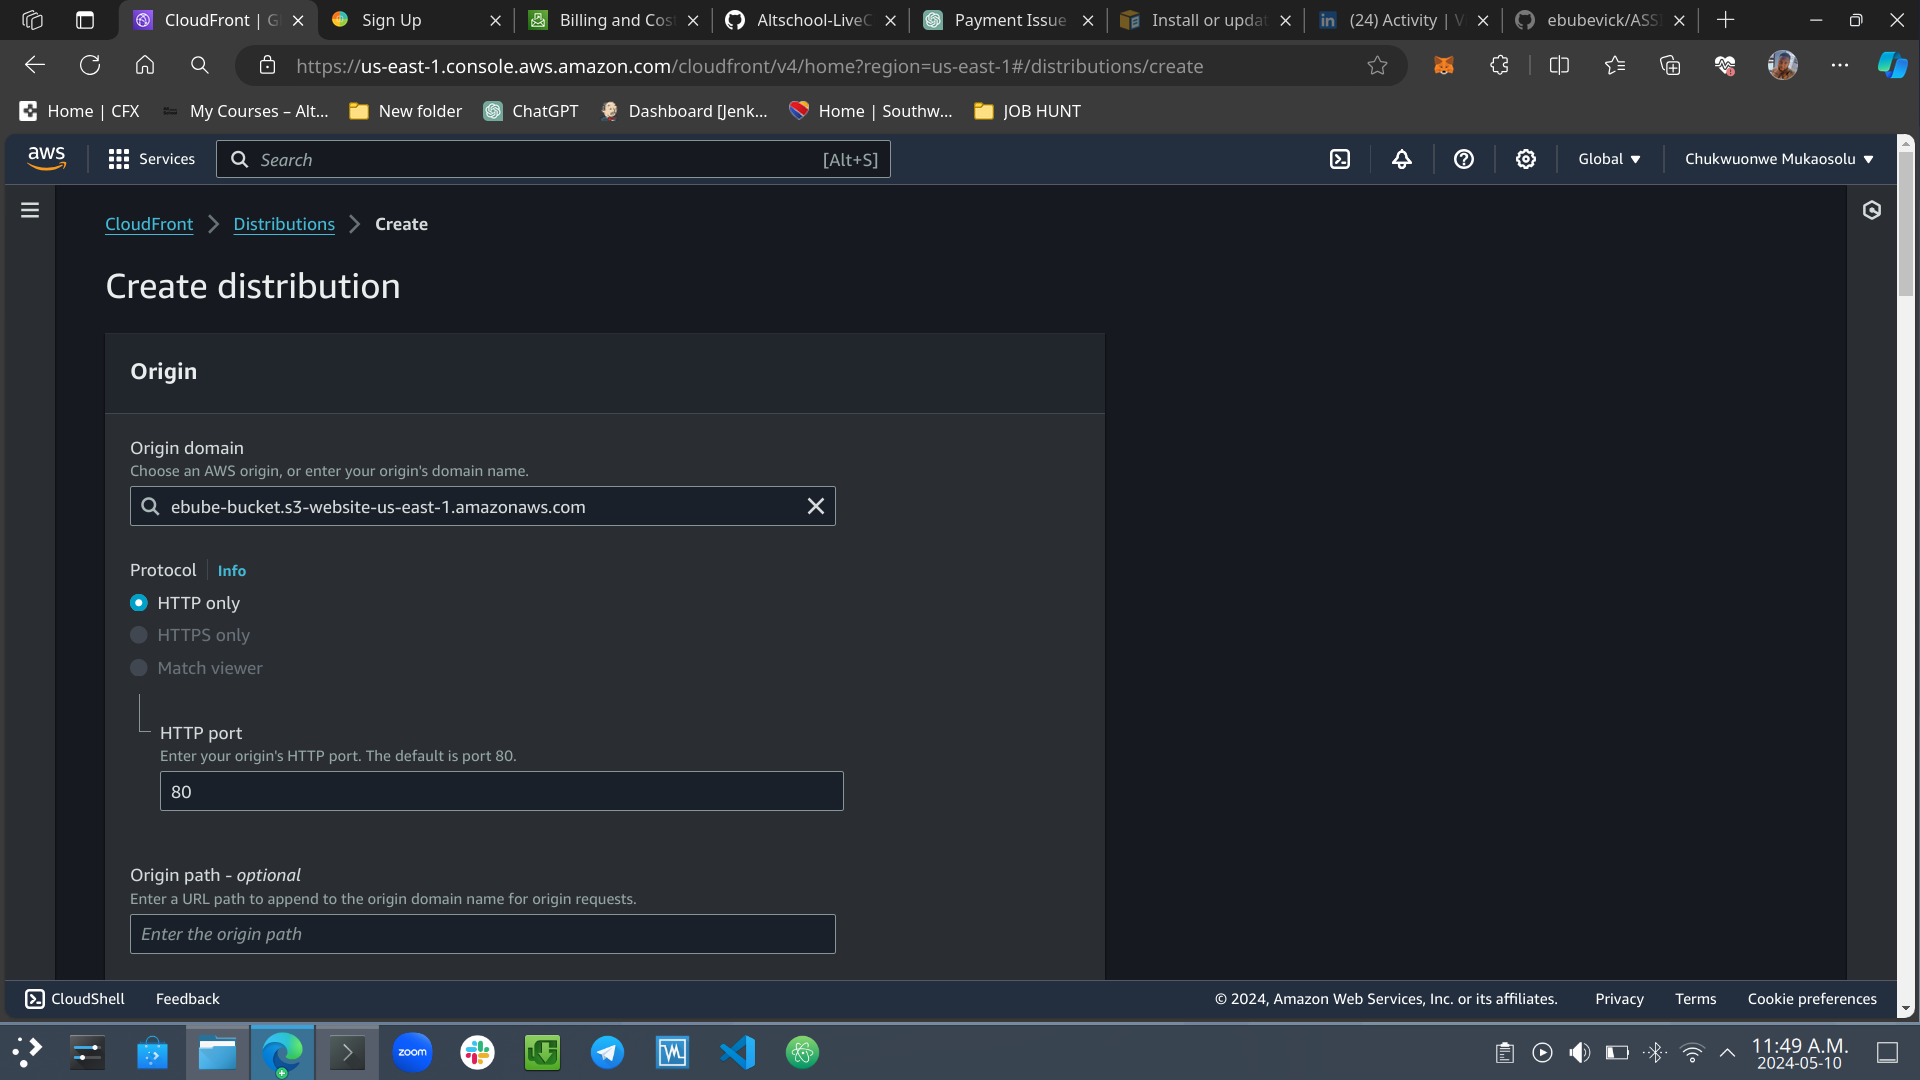 CloudFront | G
Sign Up
Billing and Cos
Altschool-LiveC
Payment Issue
Install or updat
(24) Activity | V
ebubevick/ASS
https://us-east-1.console.aws.amazon.com/cloudfront/v4/home?region=us-east-1#/distributions/create
Home | CFX
My Courses – Alt...
New folder
ChatGPT
Dashboard [Jenk...
Home | Southw...
JOB HUNT
aws
Services
Search
[Alt+S]
Global
Chukwuonwe Mukaosolu
CloudFront
Distributions
Create
Create distribution
Origin
Origin domain
Choose an AWS origin, or enter your origin's domain name.
ebube-bucket.s3-website-us-east-1.amazonaws.com
Protocol
Info
HTTP only
HTTPS only
Match viewer
HTTP port
Enter your origin's HTTP port. The default is port 80.
80
Origin path - optional
Enter a URL path to append to the origin domain name for origin requests.
Enter the origin path
CloudShell
Feedback
© 2024, Amazon Web Services, Inc. or its affiliates.
Privacy
Terms
Cookie preferences
zoom
11:49 A.M.
2024-05-10